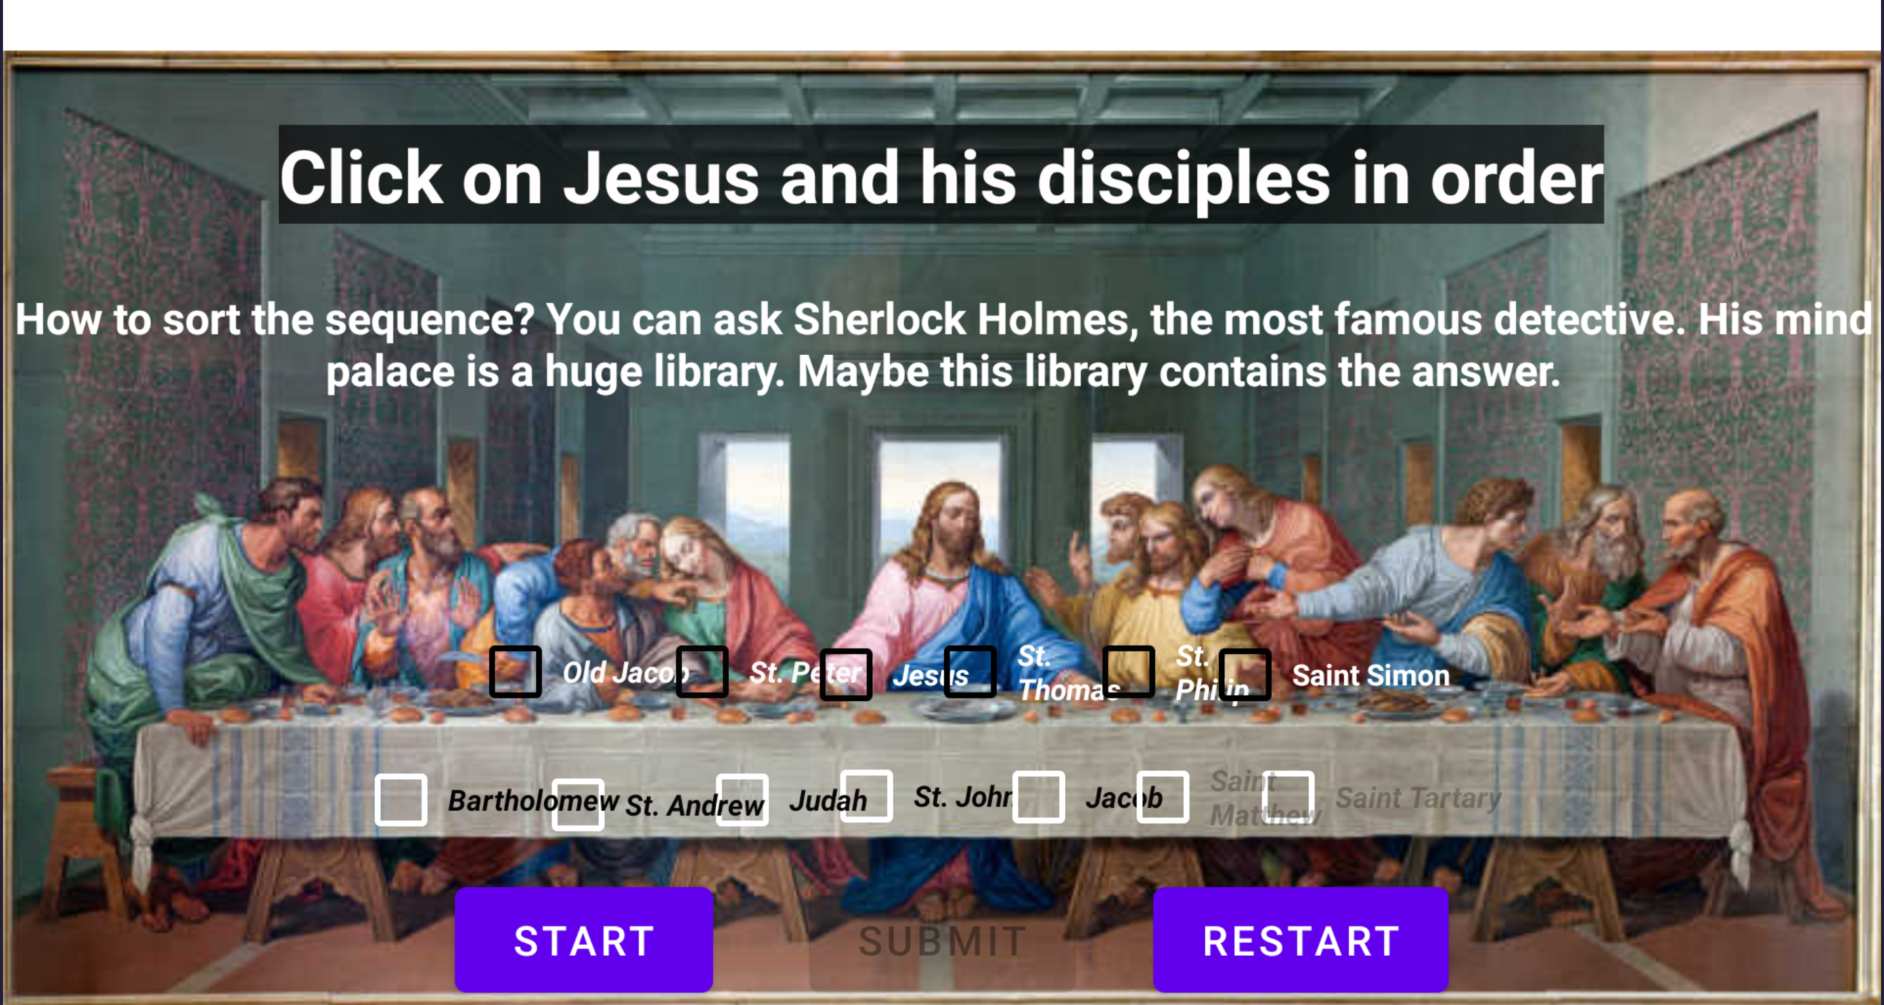 Click on Jesus and his disciples in order
How to sort the sequence? You can ask Sherlock Holmes, the most famous detective. His mind
palace is a huge library. Maybe this library contains the answer.
Old Jacob St. Peter Jesus St. Thomas St. Philip Saint Simon
Bartholomew St. Andrew Judah St. John Jacob Saint Matthew Saint Tartary
START SUBMIT RESTART